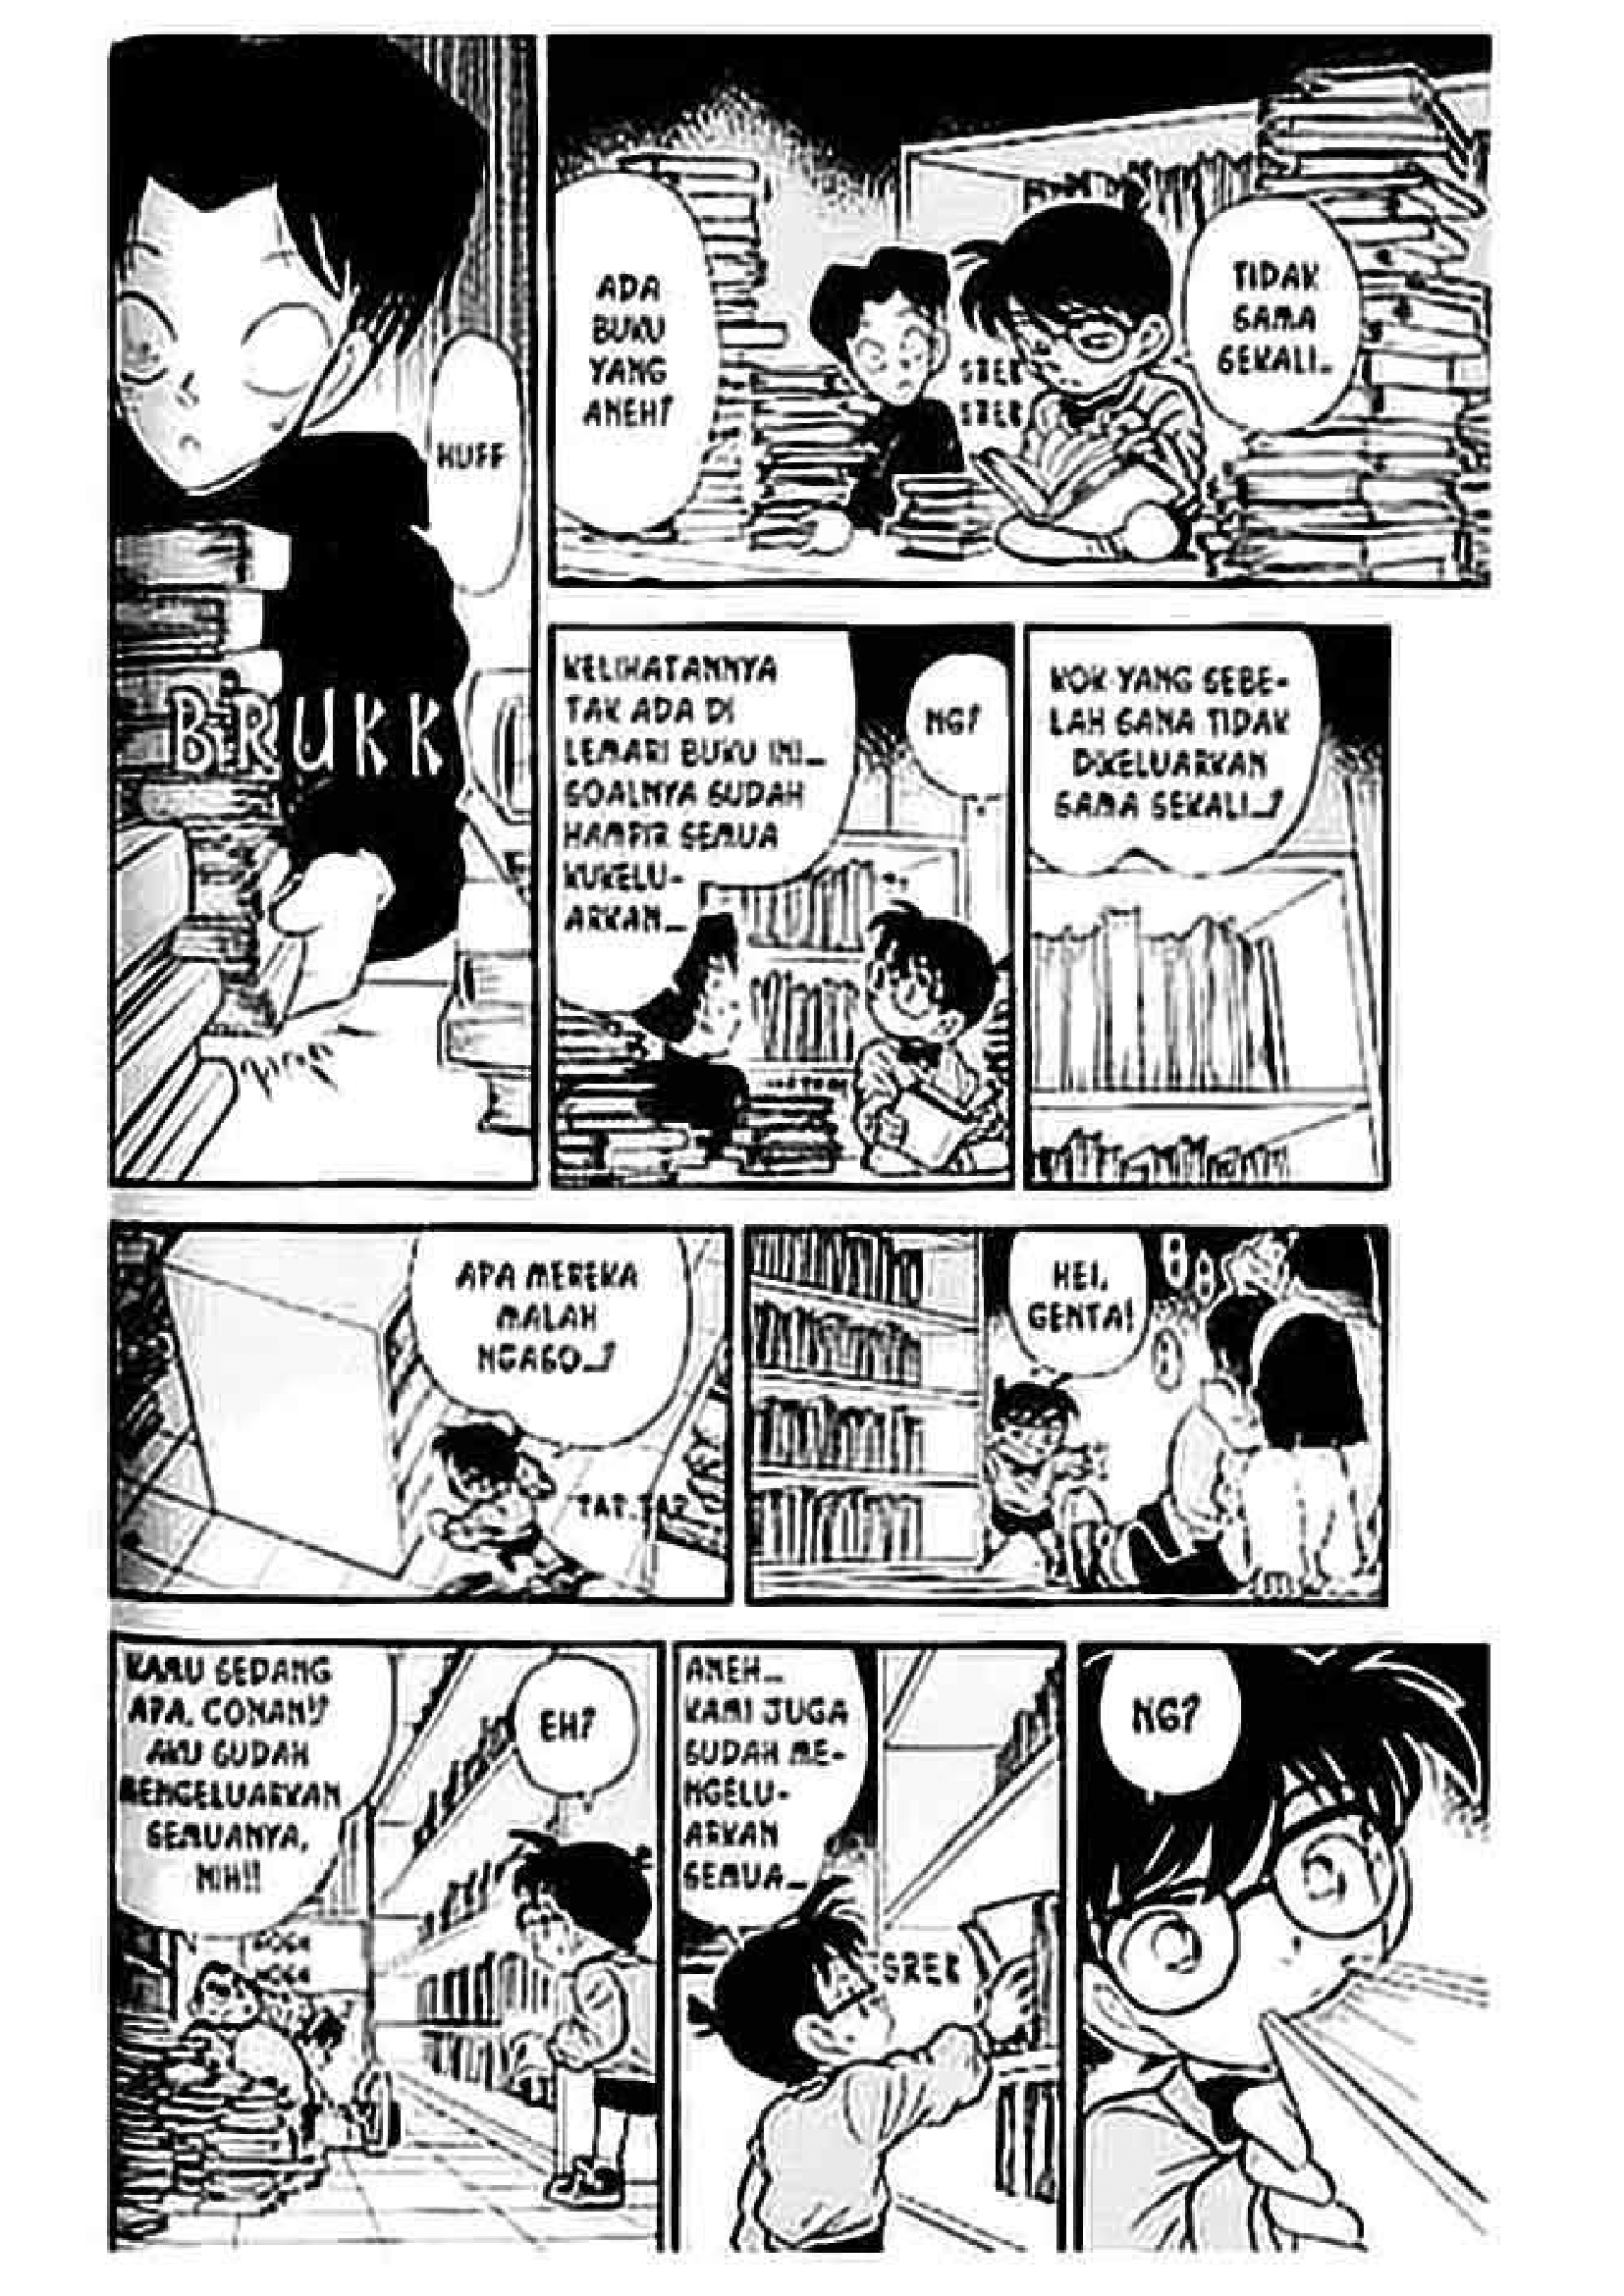 HUFF
BRUKK
ADA
BUKU
YANG
ANEH?
SREK
SREK
TIDAK
SAMA
SEKALI..
KELIHATANNYA
TAK ADA DI
LEMARI BUKU INI...
SOALNYA SUDAH
HAMPIR SEMUA
KUKELU-
ARKAN...
NG?
KOK YANG SEBE-
LAH SANA TIDAK
DIKELUARKAN
SAMA SEKALI...?
APA MEREKA
MALAH
NGASO...?
TAP..TAP
HEI,
GENTA!
KAMU SEDANG
APA, CONAN!?
AKU SUDAH
MENGELUARKAN
SEMUANYA,
NIH!!
EH?
ANEH...
KAMI JUGA
SUDAH ME-
NGELU-
ARKAN
SEMUA...
SREK
NG?